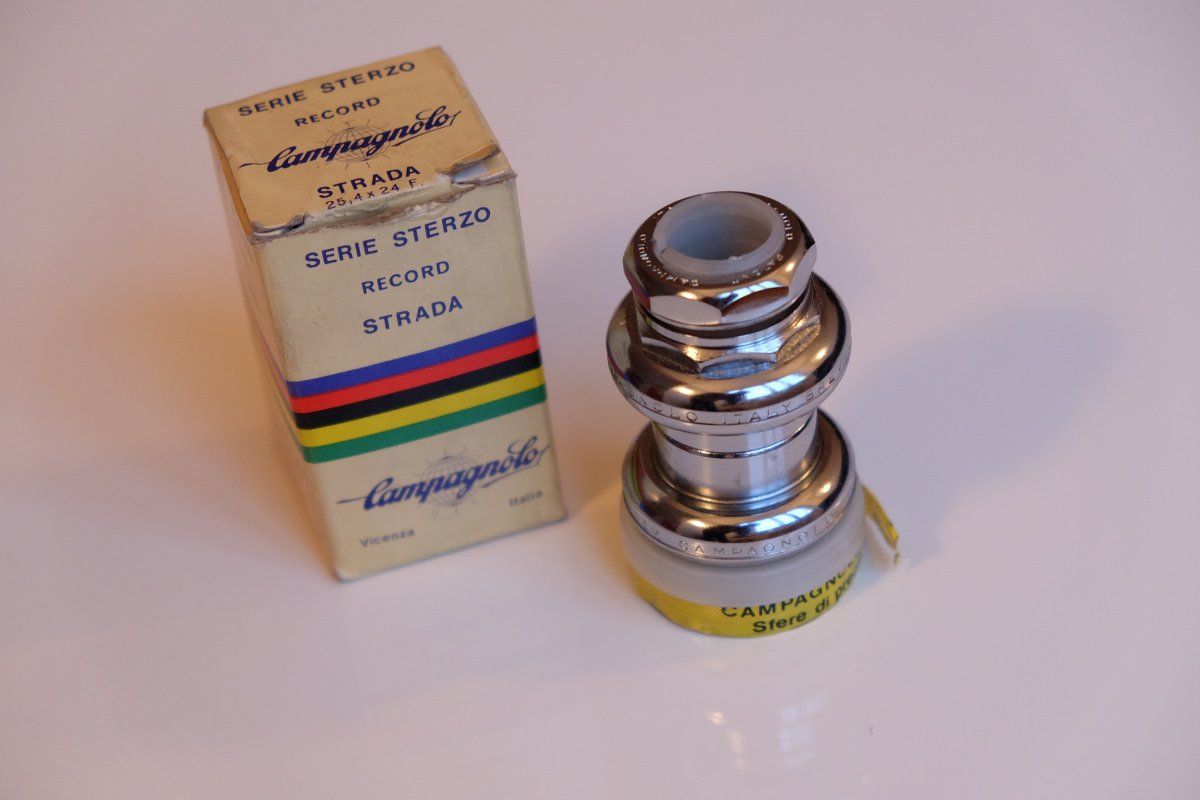 SERIE STERZO
RECORD
Campagnolo
STRADA
25,4 x 24 F.
SERIE STERZO
RECORD
STRADA
Campagnolo
Vicenza Italia
CAMPAGNOLO
ITALY
CAMPAGNOLO
CAMPAGNOLO
Sfere di